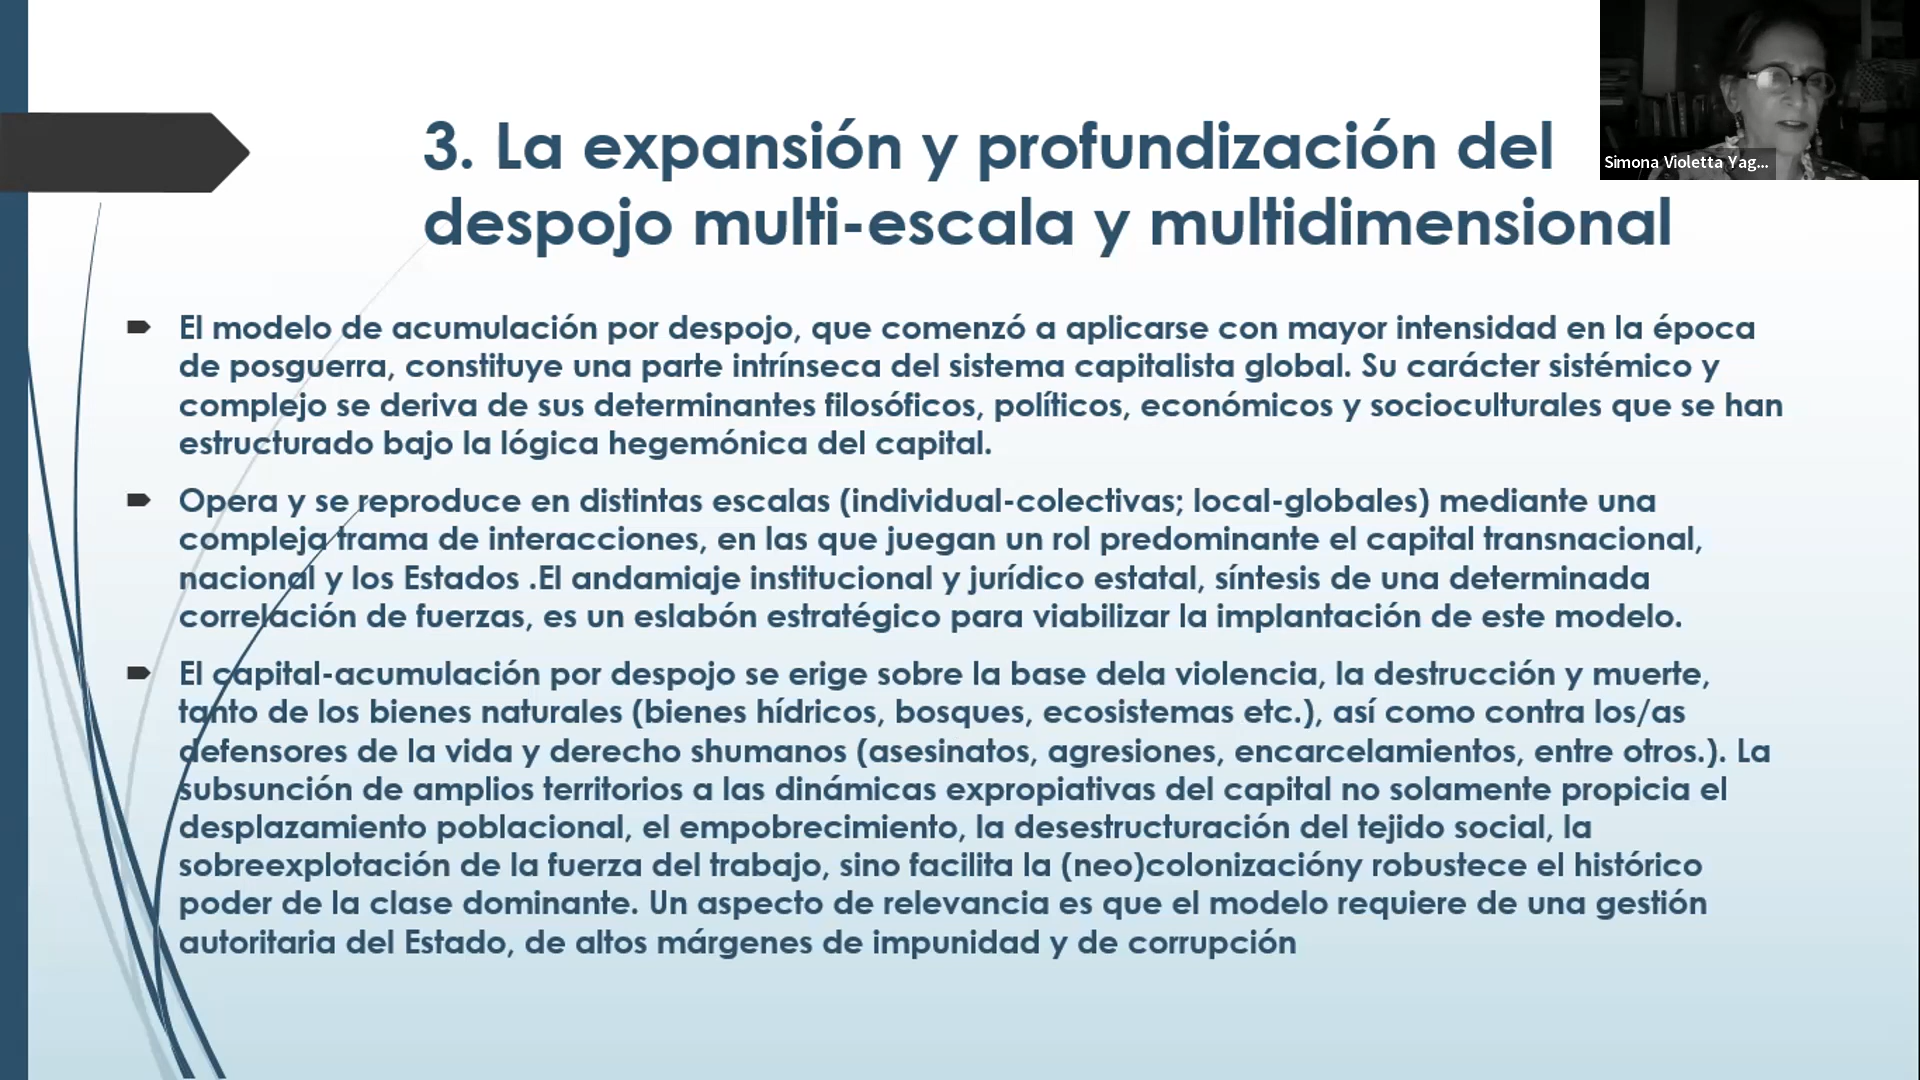 3. La expansión y profundización del
despojo multi-escala y multidimensional
Simona Violetta Yag...
El modelo de acumulación por despojo, que comenzó a aplicarse con mayor intensidad en la época
de posguerra, constituye una parte intrínseca del sistema capitalista global. Su carácter sistémico y
complejo se deriva de sus determinantes filosóficos, políticos, económicos y socioculturales que se han
estructurado bajo la lógica hegemónica del capital.
Opera y se reproduce en distintas escalas (individual-colectivas; local-globales) mediante una
compleja trama de interacciones, en las que juegan un rol predominante el capital transnacional,
nacional y los Estados .El andamiaje institucional y jurídico estatal, síntesis de una determinada
correlación de fuerzas, es un eslabón estratégico para viabilizar la implantación de este modelo.
El capital-acumulación por despojo se erige sobre la base dela violencia, la destrucción y muerte,
tanto de los bienes naturales (bienes hídricos, bosques, ecosistemas etc.), así como contra los/as
defensores de la vida y derecho shumanos (asesinatos, agresiones, encarcelamientos, entre otros.). La
subsunción de amplios territorios a las dinámicas expropiativas del capital no solamente propicia el
desplazamiento poblacional, el empobrecimiento, la desestructuración del tejido social, la
sobreexplotación de la fuerza del trabajo, sino facilita la (neo)colonizacióny robustece el histórico
poder de la clase dominante. Un aspecto de relevancia es que el modelo requiere de una gestión
autoritaria del Estado, de altos márgenes de impunidad y de corrupción